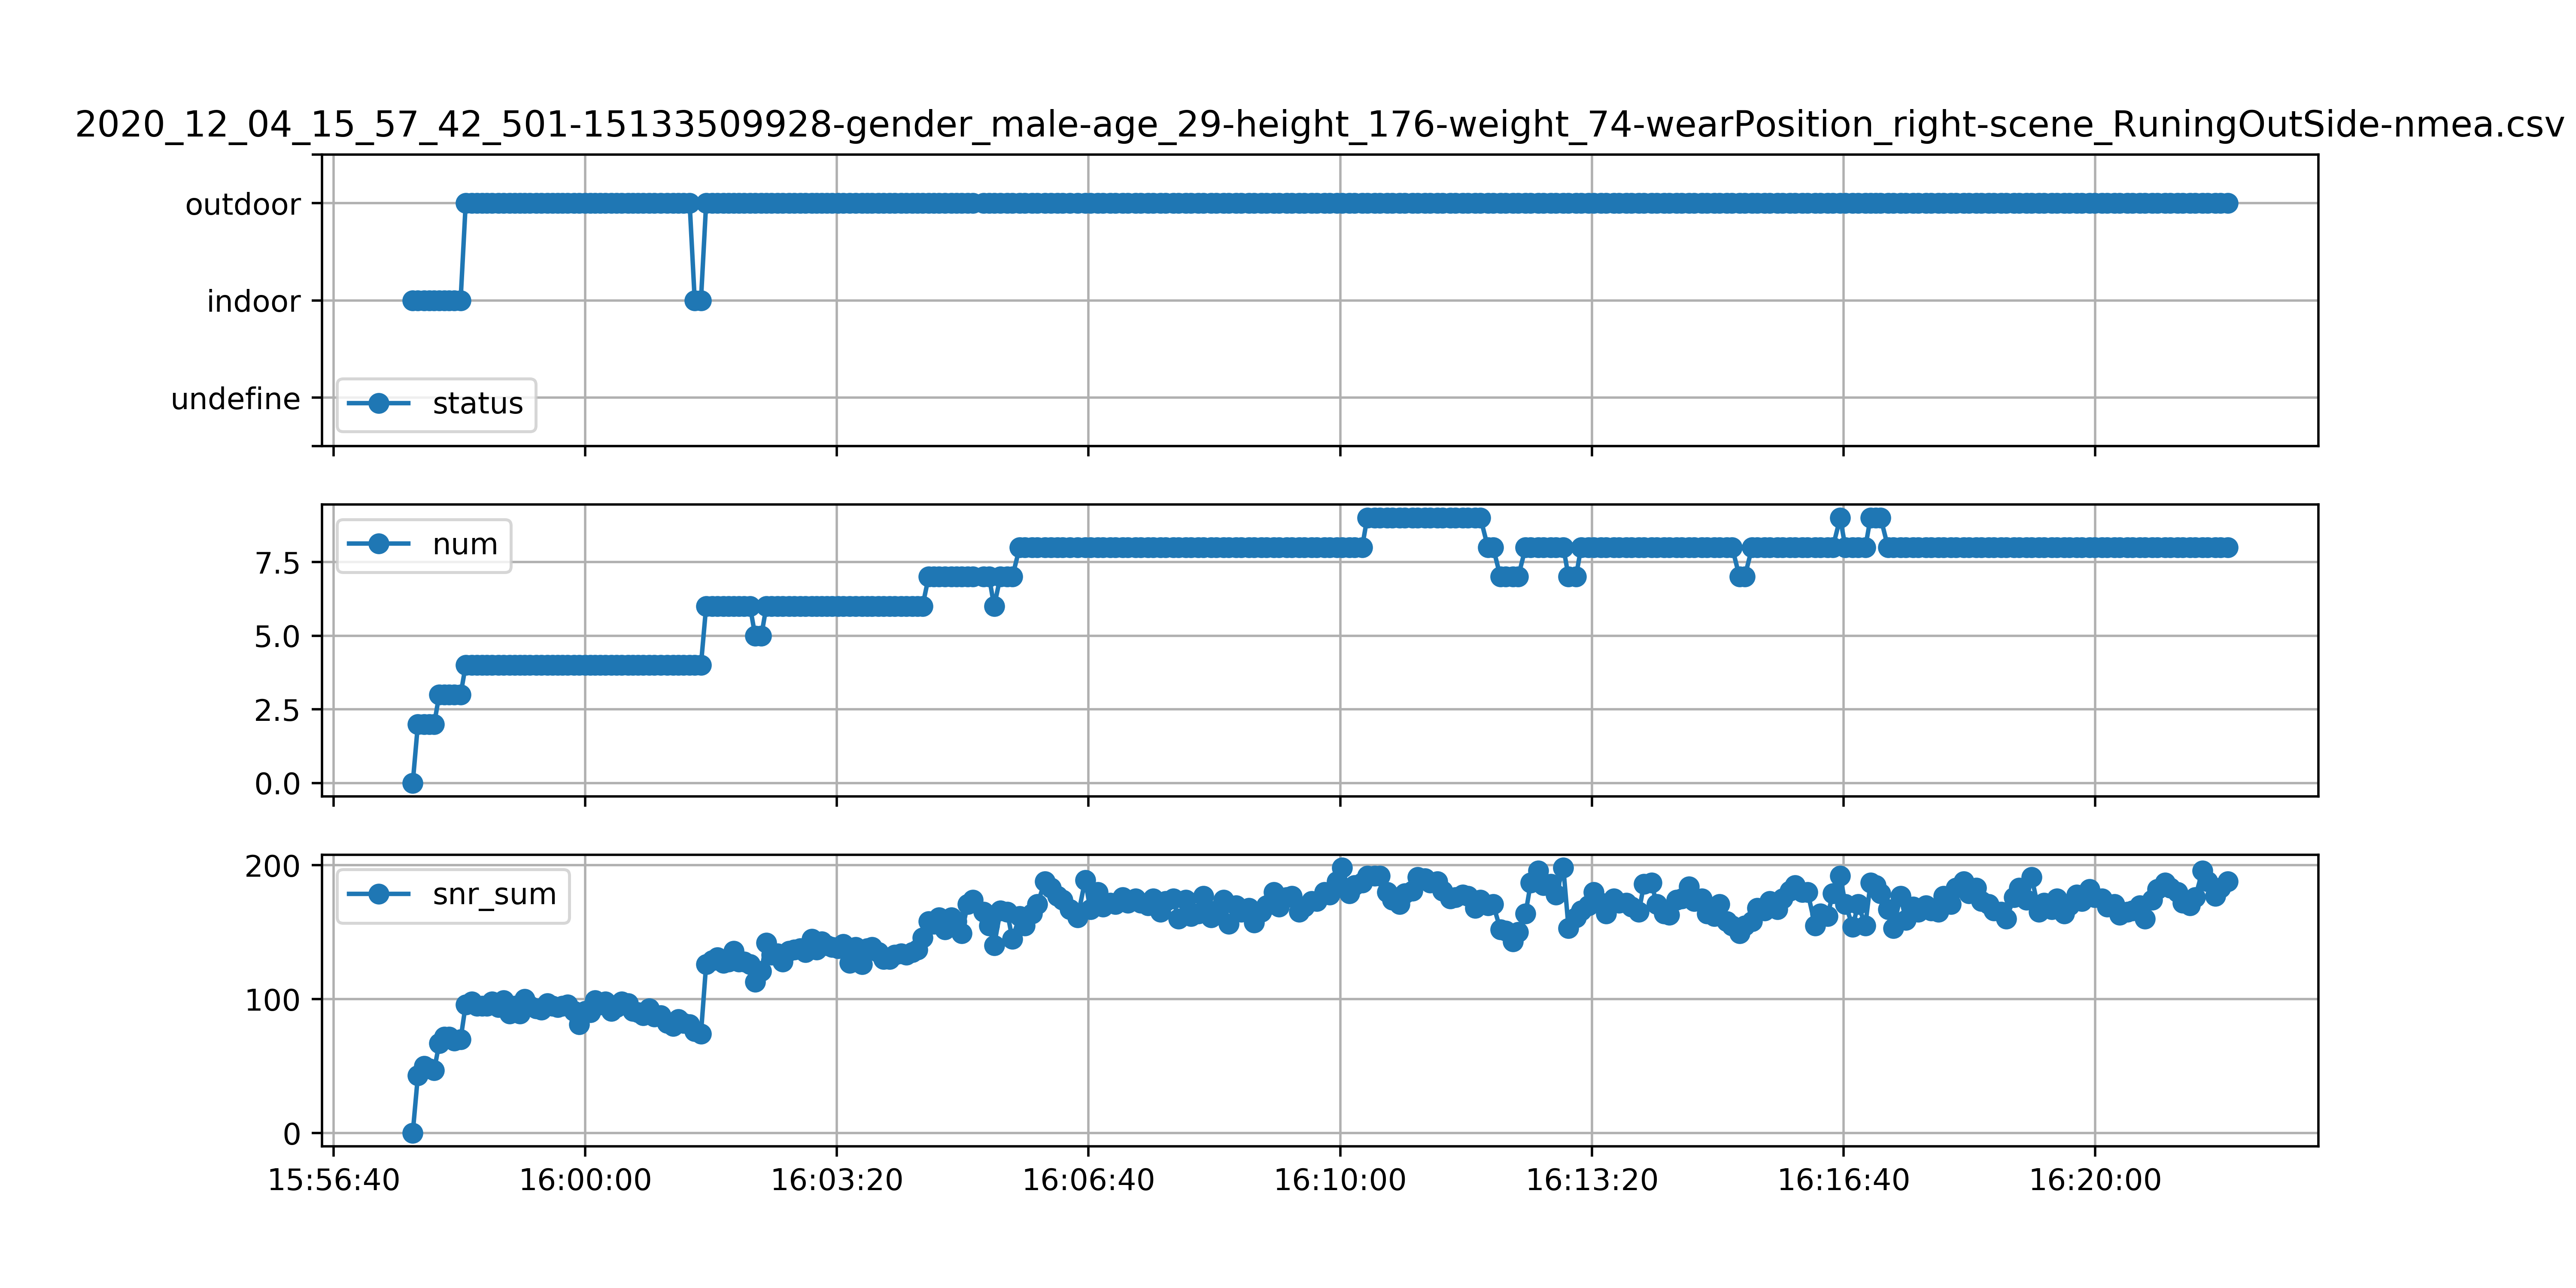 2020_12_04_15_57_42_501-15133509928-gender_male-age_29-height_176-weight_74-wearPosition_right-scene_RuningOutSide-nmea.csv
outdoor
indoor
undefine
status
num
7.5
5.0
2.5
0.0
200
snr_sum
100
0
15:56:40 16:00:00 16:03:20 16:06:40 16:10:00 16:13:20 16:16:40 16:20:00